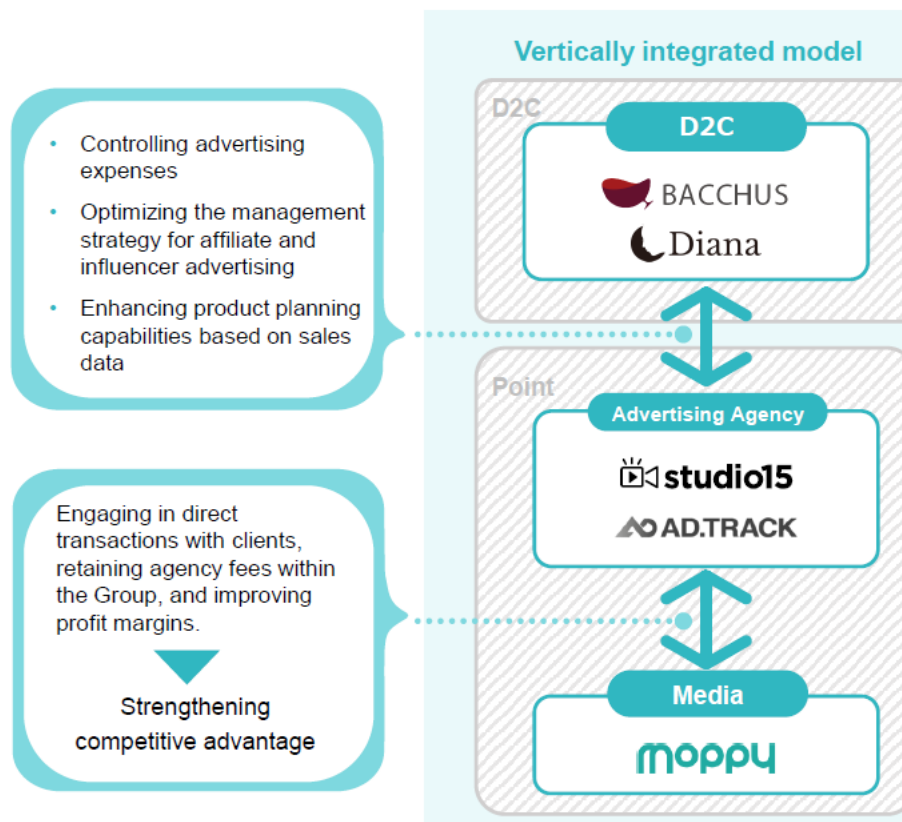 Vertically integrated model
D2C
D2C
BACCHUS
Diana
• Controlling advertising
expenses
• Optimizing the management
strategy for affiliate and
influencer advertising
• Enhancing product planning
capabilities based on sales
data
Point
Advertising Agency
studio15
AD.TRACK
Engaging in direct
transactions with clients,
retaining agency fees within
the Group, and improving
profit margins.
Strengthening
competitive advantage
Media
moppy